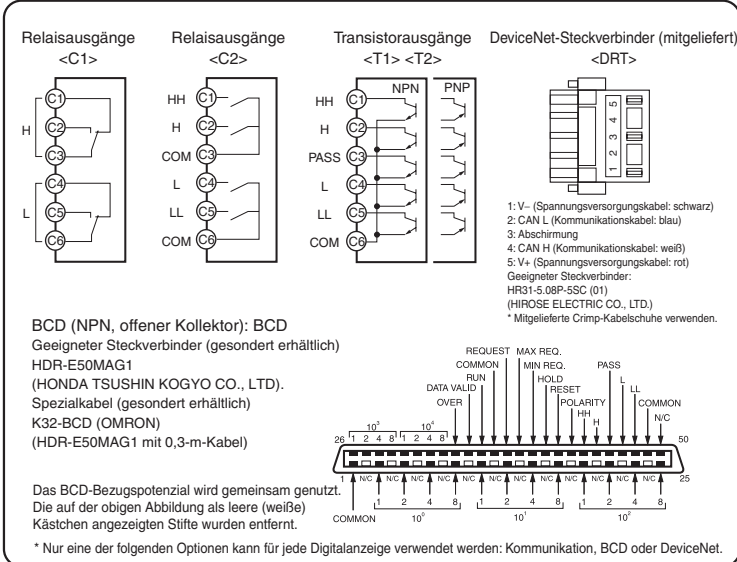 Relaisausgänge
<C1>
C1
C2
C3
C4
C5
C6
H
L
Relaisausgänge
<C2>
HH C1
H C2
COM C3
L C4
LL C5
COM C6
Transistorausgänge
<T1> <T2>
NPN PNP
HH C1
H C2
PASS C3
L C4
LL C5
COM C6
DeviceNet-Steckverbinder (mitgeliefert)
<DRT>
1 2 3 4 5
1: V– (Spannungsversorgungskabel: schwarz)
2: CAN L (Kommunikationskabel: blau)
3: Abschirmung
4: CAN H (Kommunikationskabel: weiß)
5: V+ (Spannungsversorgungskabel: rot)
Geeigneter Steckverbinder:
HR31-5.08P-5SC (01)
(HIROSE ELECTRIC CO., LTD.)
* Mitgelieferte Crimp-Kabelschuhe verwenden.
BCD (NPN, offener Kollektor): BCD
Geeigneter Steckverbinder (gesondert erhältlich)
HDR-E50MAG1
(HONDA TSUSHIN KOGYO CO., LTD).
Spezialkabel (gesondert erhältlich)
K32-BCD (OMRON)
(HDR-E50MAG1 mit 0,3-m-Kabel)
Das BCD-Bezugspotenzial wird gemeinsam genutzt.
Die auf der obigen Abbildung als leere (weiße)
Kästchen angezeigten Stifte wurden entfernt.
REQUEST MAX REQ.
COMMON MIN REQ. PASS
RUN HOLD L
DATA VALID RESET LL
OVER POLARITY COMMON
HH N/C
H
10³ 10⁴
26 1 2 4 8 1 2 4 8 50
1 N/C N/C N/C N/C N/C N/C N/C N/C N/C N/C N/C N/C 25
COMMON 1 2 4 8 1 2 4 8 1 2 4 8
10⁰ 10¹ 10²
* Nur eine der folgenden Optionen kann für jede Digitalanzeige verwendet werden: Kommunikation, BCD oder DeviceNet.